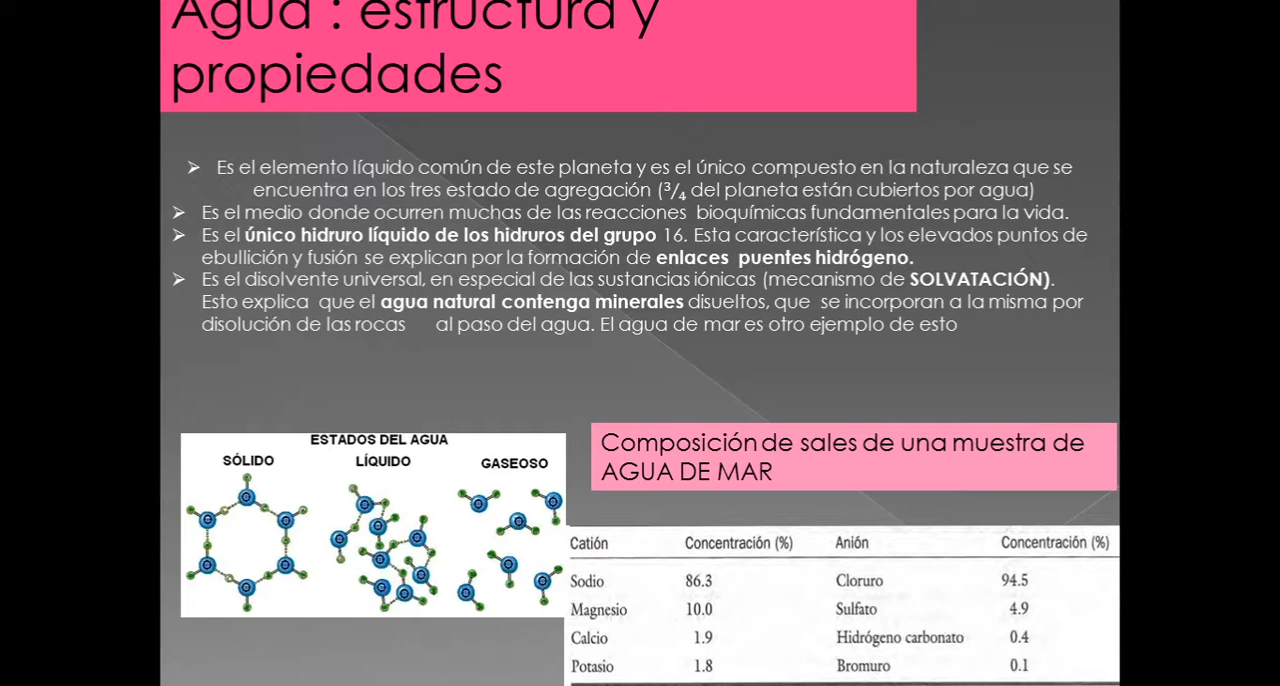 Agua : estructura y
propiedades
➢ Es el elemento líquido común de este planeta y es el único compuesto en la naturaleza que se
encuentra en los tres estado de agregación (³/₄ del planeta están cubiertos por agua)
➢ Es el medio donde ocurren muchas de las reacciones bioquímicas fundamentales para la vida.
➢ Es el único hidruro líquido de los hidruros del grupo 16. Esta característica y los elevados puntos de
ebullición y fusión se explican por la formación de enlaces puentes hidrógeno.
➢ Es el disolvente universal, en especial de las sustancias iónicas (mecanismo de SOLVATACIÓN).
Esto explica que el agua natural contenga minerales disueltos, que se incorporan a la misma por
disolución de las rocas al paso del agua. El agua de mar es otro ejemplo de esto
ESTADOS DEL AGUA
SÓLIDO LÍQUIDO GASEOSO
Composición de sales de una muestra de
AGUA DE MAR
Catión Concentración (%) Anión Concentración (%)
Sodio 86.3 Cloruro 94.5
Magnesio 10.0 Sulfato 4.9
Calcio 1.9 Hidrógeno carbonato 0.4
Potasio 1.8 Bromuro 0.1